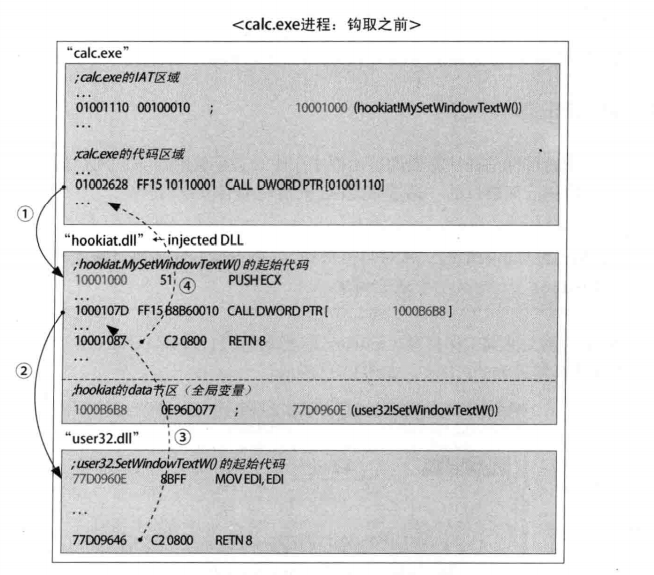 <calc.exe进程：钩取之前>
“calc.exe”
;calc.exe的IAT区域
...
01001110 00100010 ; 10001000 (hookiat!MySetWindowTextW())
...
;calc.exe的代码区域
...
01002628 FF15 10110001 CALL DWORD PTR [01001110]
...
①
“hookiat.dll” injected DLL
;hookiat.MySetWindowTextW()的起始代码
10001000 51 PUSH ECX
④
...
1000107D FF15 B8B60010 CALL DWORD PTR [ 1000B6B8 ]
...
10001087 C2 0800 RETN 8
...
②
;hookiat的data节区（全局变量）
1000B6B8 0E96D077 ; 77D0960E (user32!SetWindowTextW())
“user32.dll” ③
;user32.SetWindowTextW()的起始代码
77D0960E 8BFF MOV EDI, EDI
...
77D09646 C2 0800 RETN 8